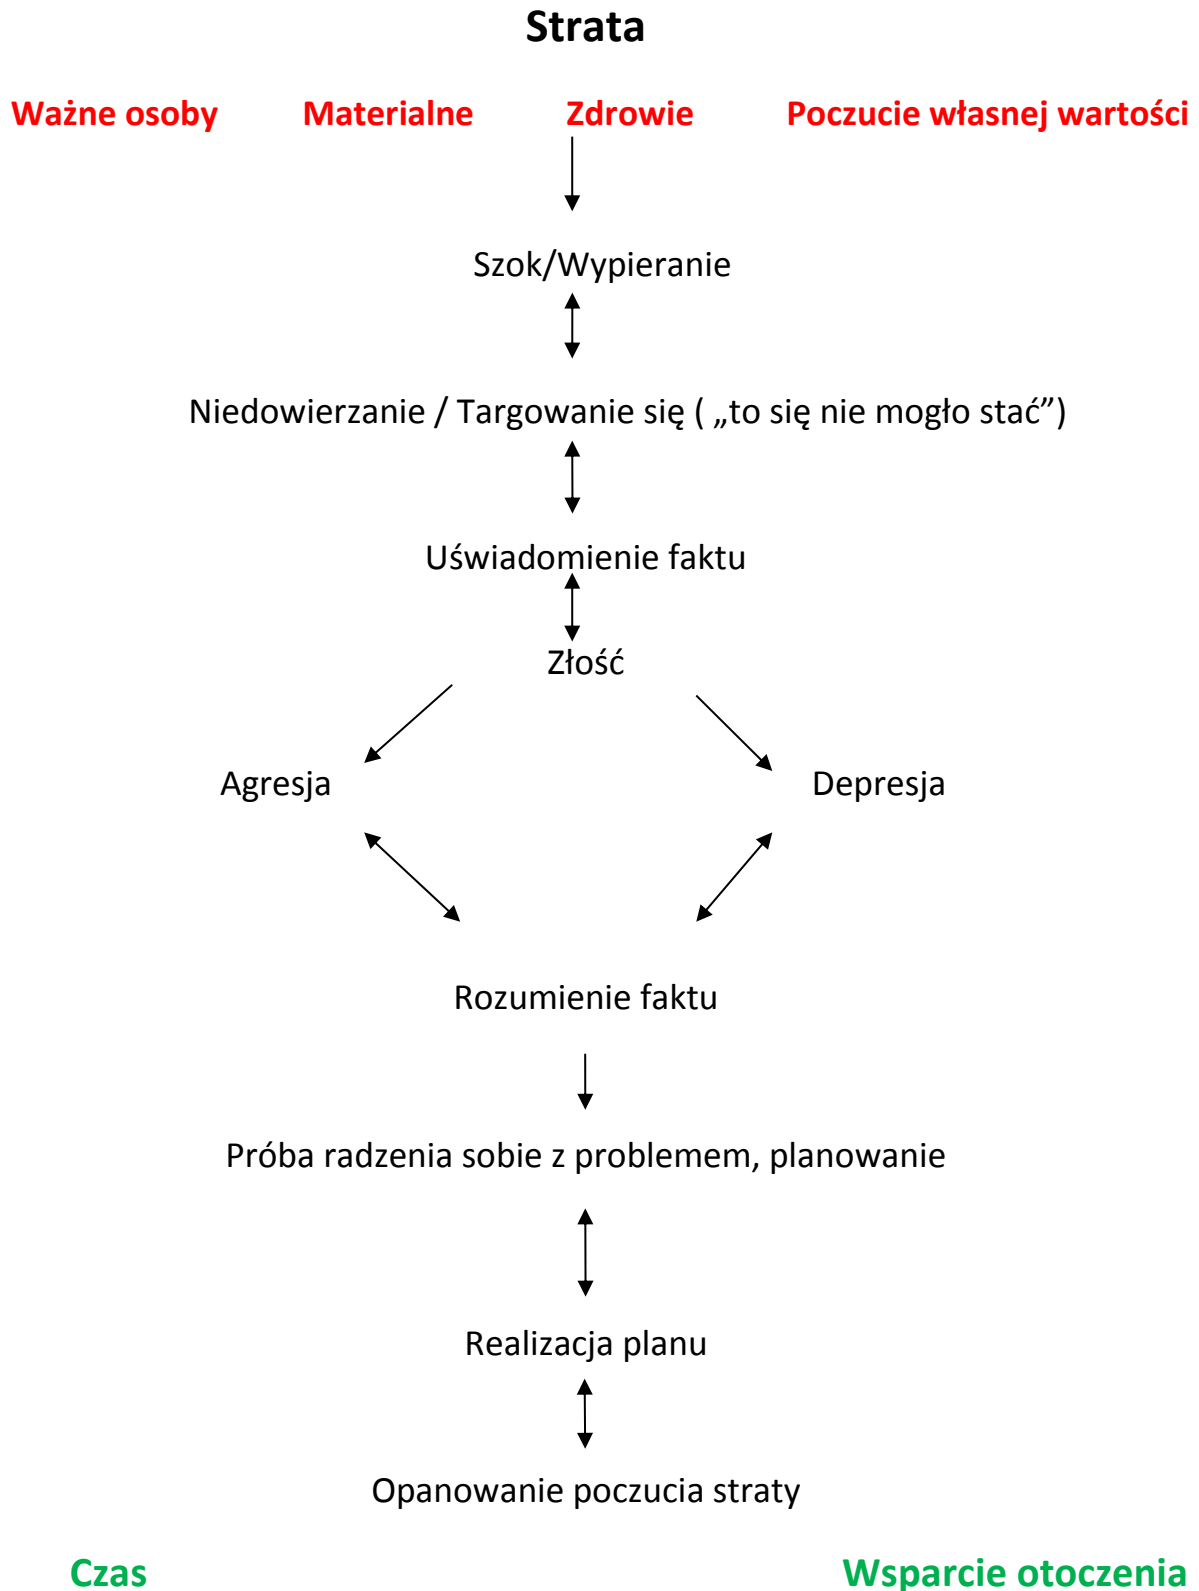 Strata
Ważne osoby Materialne Zdrowie Poczucie własnej wartości
Szok/Wypieranie
Niedowierzanie / Targowanie się ( „to się nie mogło stać”)
Uświadomienie faktu
Złość
Agresja Depresja
Rozumienie faktu
Próba radzenia sobie z problemem, planowanie
Realizacja planu
Opanowanie poczucia straty
Czas Wsparcie otoczenia